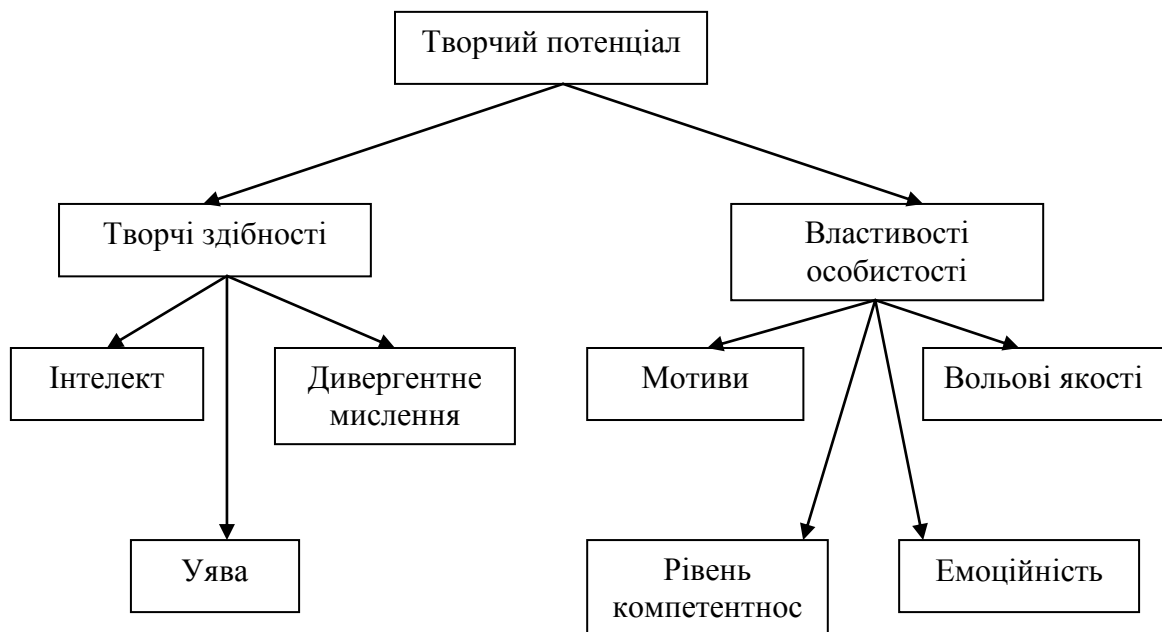 Творчий потенціал
Творчі здібності
Властивості
особистості
Інтелект
Дивергентне
мислення
Мотиви
Вольові якості
Уява
Рівень
компетентнос
Емоційність